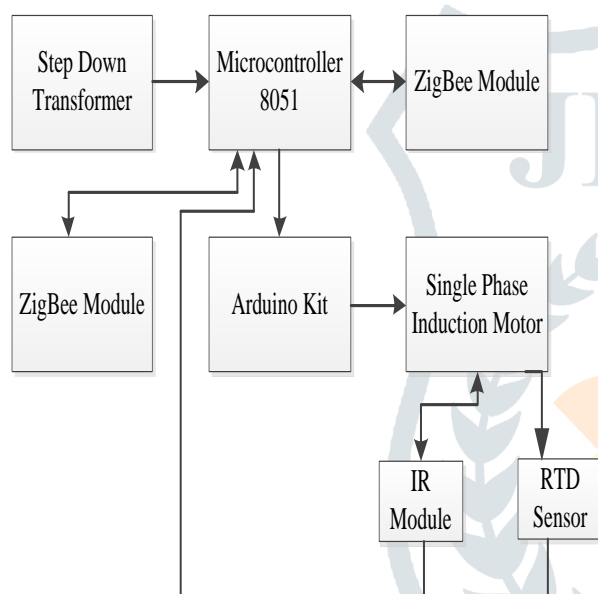 Step Down
Transformer
Microcontroller
8051
ZigBee Module
ZigBee Module
Arduino Kit
Single Phase
Induction Motor
IR
Module
RTD
Sensor